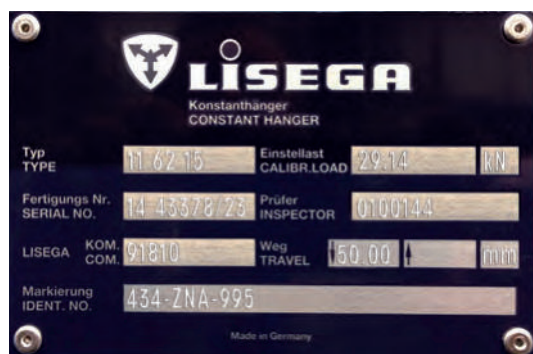 LISEGA
Konstanthänger
CONSTANT HANGER
Typ TYPE 11 62 15 Einstellast CALIBR.LOAD 29.14 kN
Fertigungs Nr. SERIAL NO. 14 43378/23 Prüfer INSPECTOR 0100144
LISEGA KOM. COM. 91810 Weg TRAVEL ↓50.00 ↑ mm
Markierung IDENT. NO. 434-ZNA-995
Made in Germany